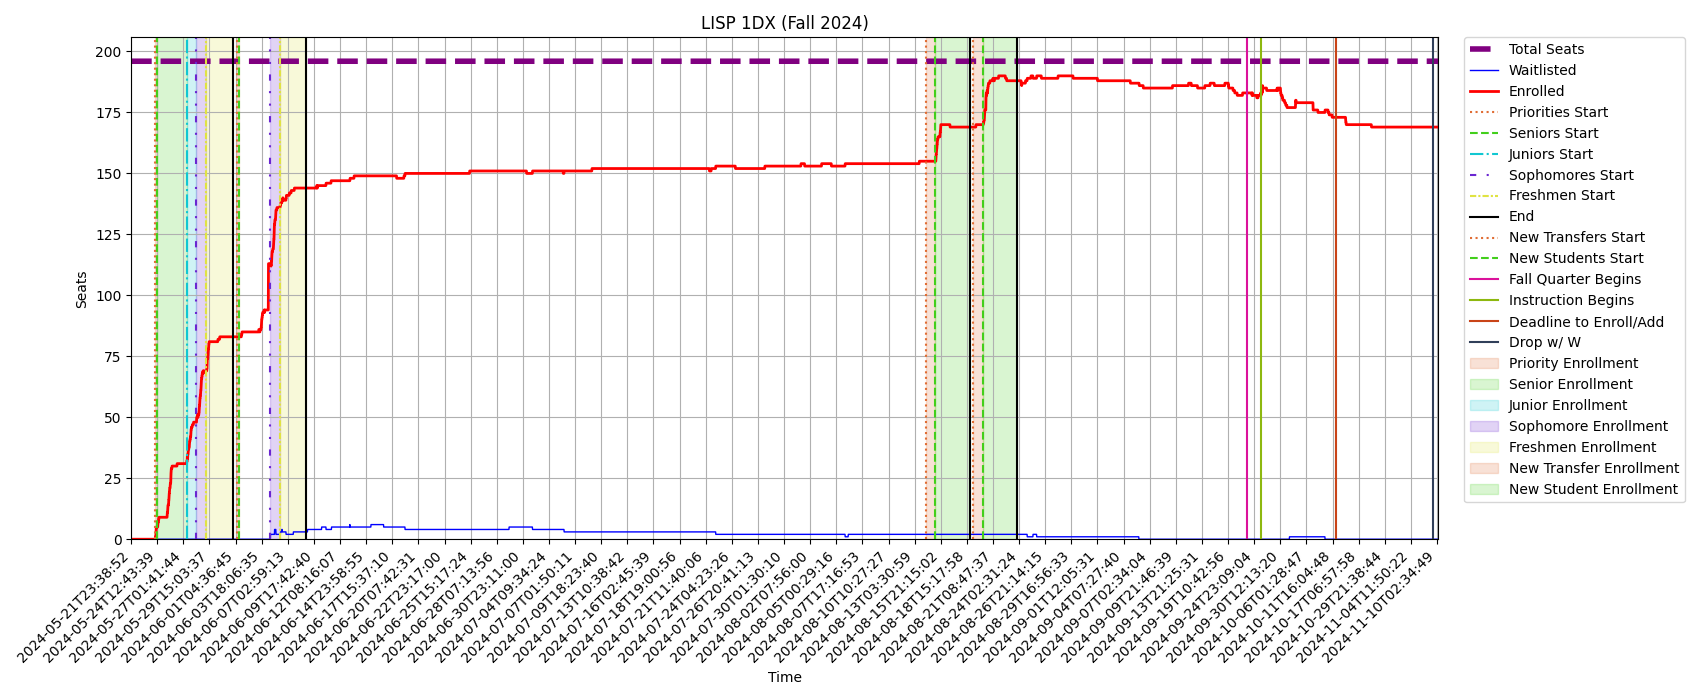 LISP 1DX (Fall 2024)
Seats
200
175
150
125
100
75
50
25
0
2024-05-21T23:38:52
2024-05-24T12:43:39
2024-05-27T01:41:44
2024-05-29T15:03:37
2024-06-01T04:36:45
2024-06-03T18:06:35
2024-06-07T02:59:13
2024-06-09T17:42:40
2024-06-12T08:16:07
2024-06-14T23:58:55
2024-06-17T15:37:10
2024-06-20T07:42:31
2024-06-22T23:17:00
2024-06-25T15:17:24
2024-06-28T07:13:56
2024-06-30T23:11:00
2024-07-04T09:34:24
2024-07-07T01:50:11
2024-07-09T18:23:40
2024-07-13T10:38:42
2024-07-16T02:45:39
2024-07-18T19:00:56
2024-07-21T11:40:06
2024-07-24T04:23:26
2024-07-26T20:41:13
2024-07-30T01:30:10
2024-08-02T07:56:00
2024-08-05T00:29:16
2024-08-07T17:16:53
2024-08-10T10:27:27
2024-08-13T03:30:59
2024-08-15T21:15:02
2024-08-18T15:17:58
2024-08-21T08:47:37
2024-08-24T02:31:24
2024-08-26T21:14:15
2024-08-29T16:56:33
2024-09-01T12:05:31
2024-09-04T07:27:40
2024-09-07T02:34:04
2024-09-09T21:46:39
2024-09-13T21:25:31
2024-09-19T10:42:56
2024-09-24T23:09:04
2024-09-30T12:13:20
2024-10-06T01:28:47
2024-10-11T16:04:48
2024-10-17T06:57:58
2024-10-29T21:38:44
2024-11-04T11:50:22
2024-11-10T02:34:49
Time
Total Seats
Waitlisted
Enrolled
Priorities Start
Seniors Start
Juniors Start
Sophomores Start
Freshmen Start
End
New Transfers Start
New Students Start
Fall Quarter Begins
Instruction Begins
Deadline to Enroll/Add
Drop w/ W
Priority Enrollment
Senior Enrollment
Junior Enrollment
Sophomore Enrollment
Freshmen Enrollment
New Transfer Enrollment
New Student Enrollment